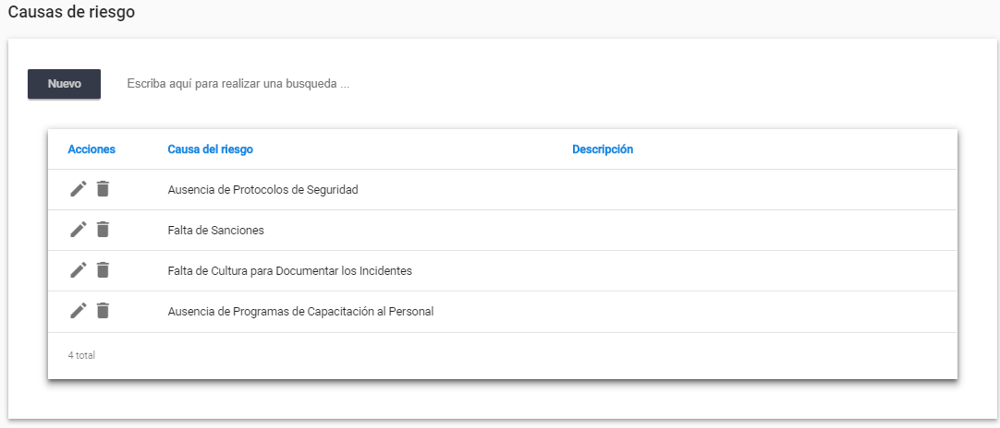 Causas de riesgo
Nuevo
Escriba aquí para realizar una busqueda ...
Acciones Causa del riesgo Descripción
Ausencia de Protocolos de Seguridad
Falta de Sanciones
Falta de Cultura para Documentar los Incidentes
Ausencia de Programas de Capacitación al Personal
4 total